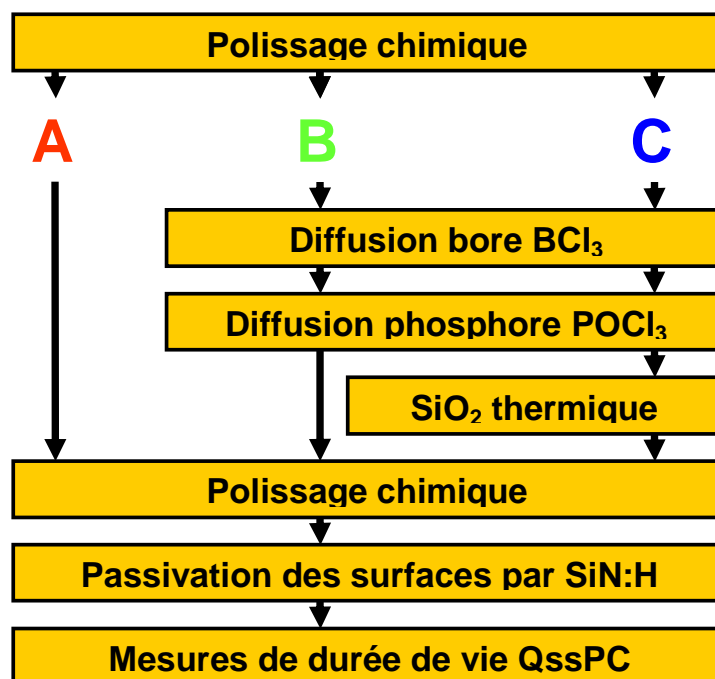 Polissage chimique
A B C
Diffusion bore BCl₃
Diffusion phosphore POCl₃
SiO₂ thermique
Polissage chimique
Passivation des surfaces par SiN:H
Mesures de durée de vie QssPC